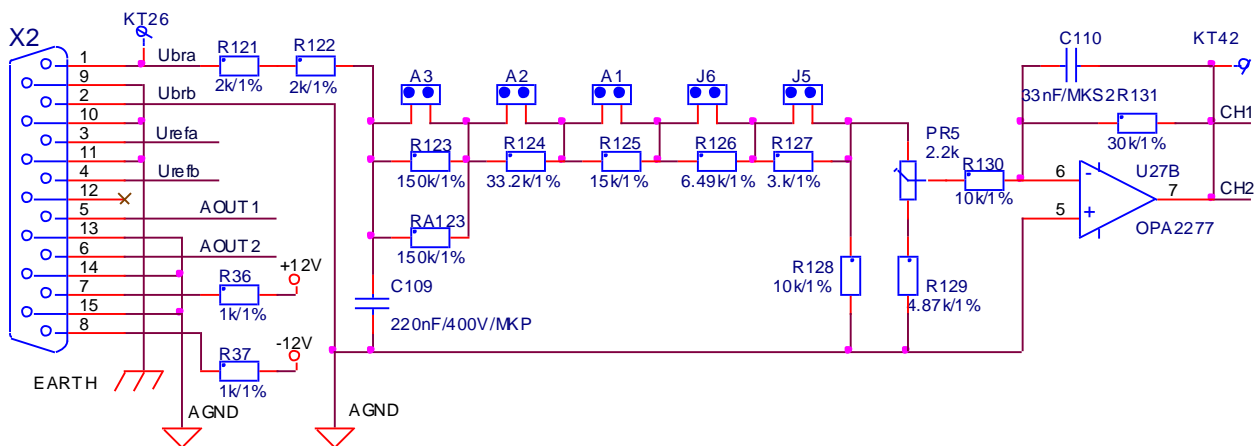 X2
KT26
1
9
2
10
3
11
4
12
5
13
6
14
7
15
8
Ubra
Ubrb
Urefa
Urefb
AOUT1
AOUT2
R121
2k/1%
R122
2k/1%
A3
A2
A1
J6
J5
R123
150k/1%
R124
33.2k/1%
R125
15k/1%
R126
6.49k/1%
R127
3.k/1%
RA123
150k/1%
C109
220nF/400V/MKP
R36
1k/1%
+12V
R37
1k/1%
-12V
EARTH
AGND
AGND
R128
10k/1%
R129
4.87k/1%
PR5
2.2k
R130
10k/1%
C110
33nF/MKS2
R131
30k/1%
KT42
CH1
CH2
6
-
5
+
7
U27B
OPA2277